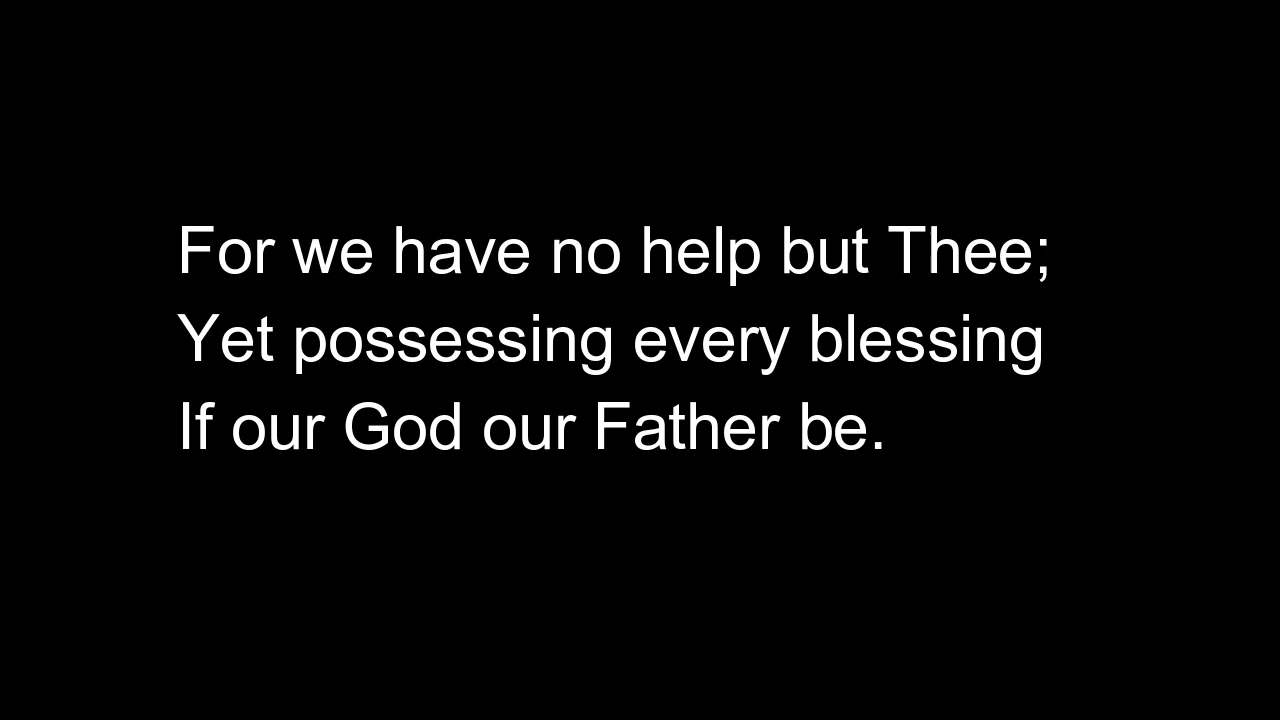 For we have no help but Thee;
Yet possessing every blessing
If our God our Father be.